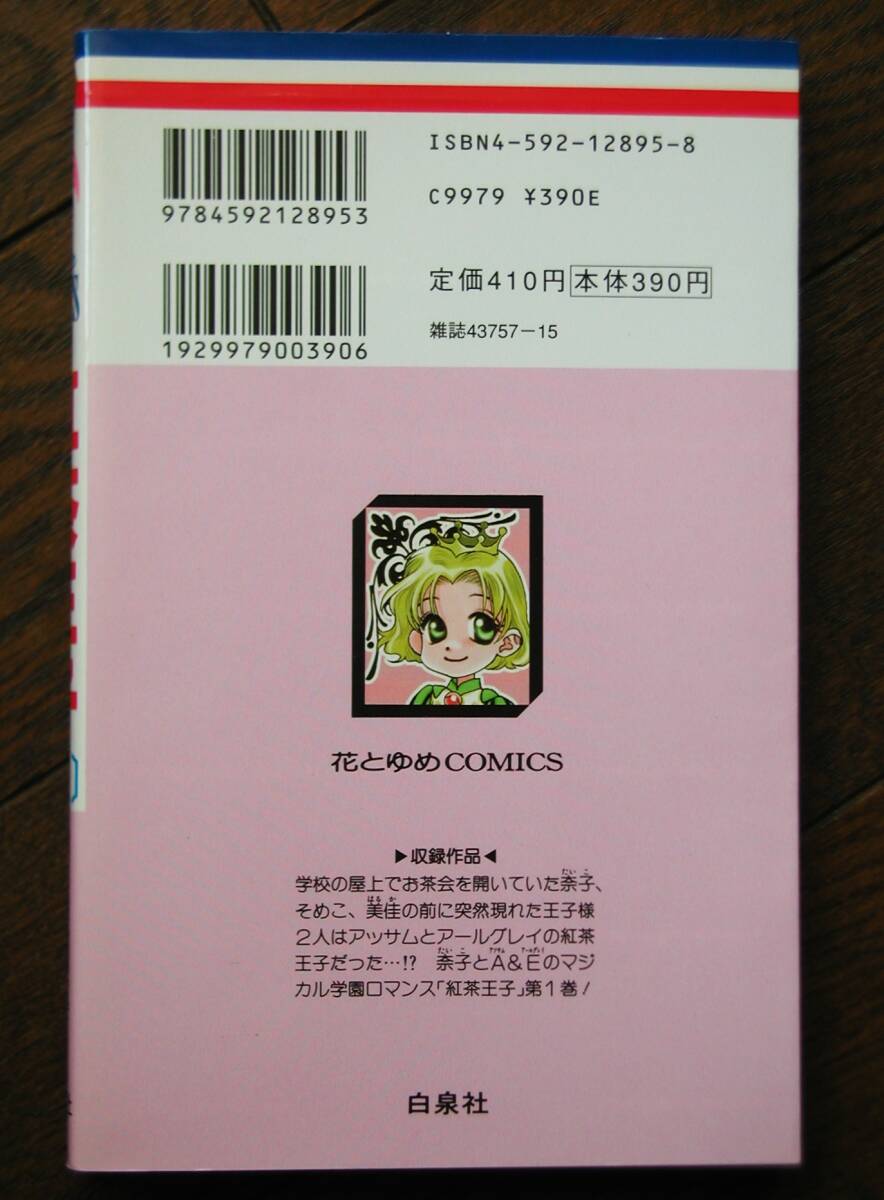 ISBN4-592-12895-8
9784592128953
C9979 ¥390E
定価410円 本体390円
1929979003906
雑誌43757-15
花とゆめCOMICS
▶収録作品◀
学校の屋上でお茶会を開いていた奈子、
そめこ、美佳の前に突然現れた王子様
2人はアッサムとアールグレイの紅茶
王子だった…!? 奈子とA&Eのマジ
カル学園ロマンス「紅茶王子」第1巻!
白泉社